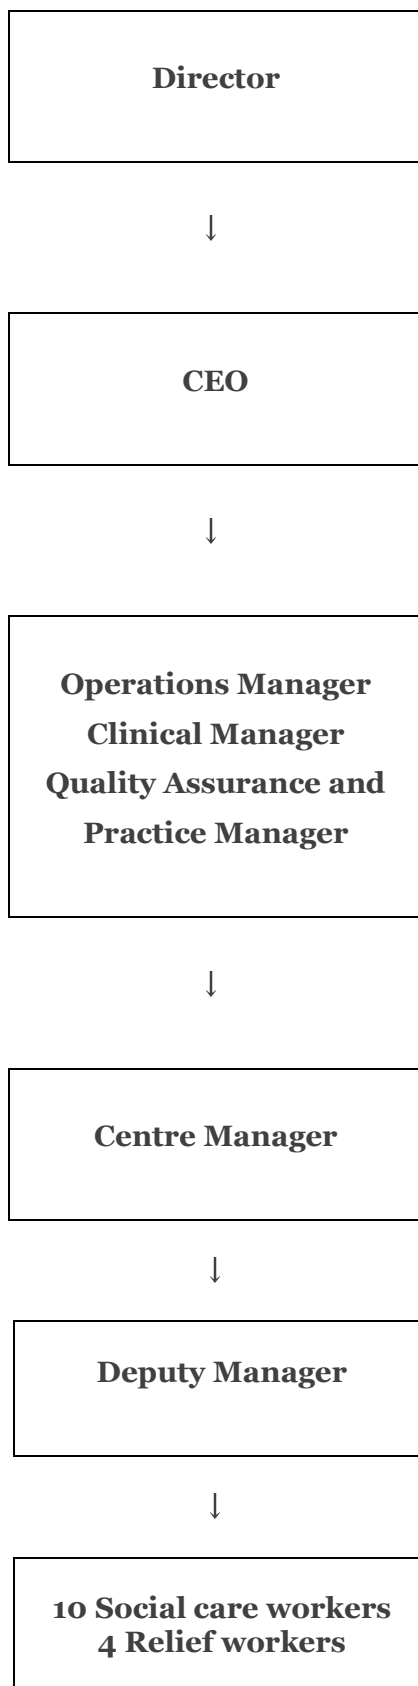 Director
↓
CEO
↓
Operations Manager
Clinical Manager
Quality Assurance and
Practice Manager
↓
Centre Manager
↓
Deputy Manager
↓
10 Social care workers
4 Relief workers